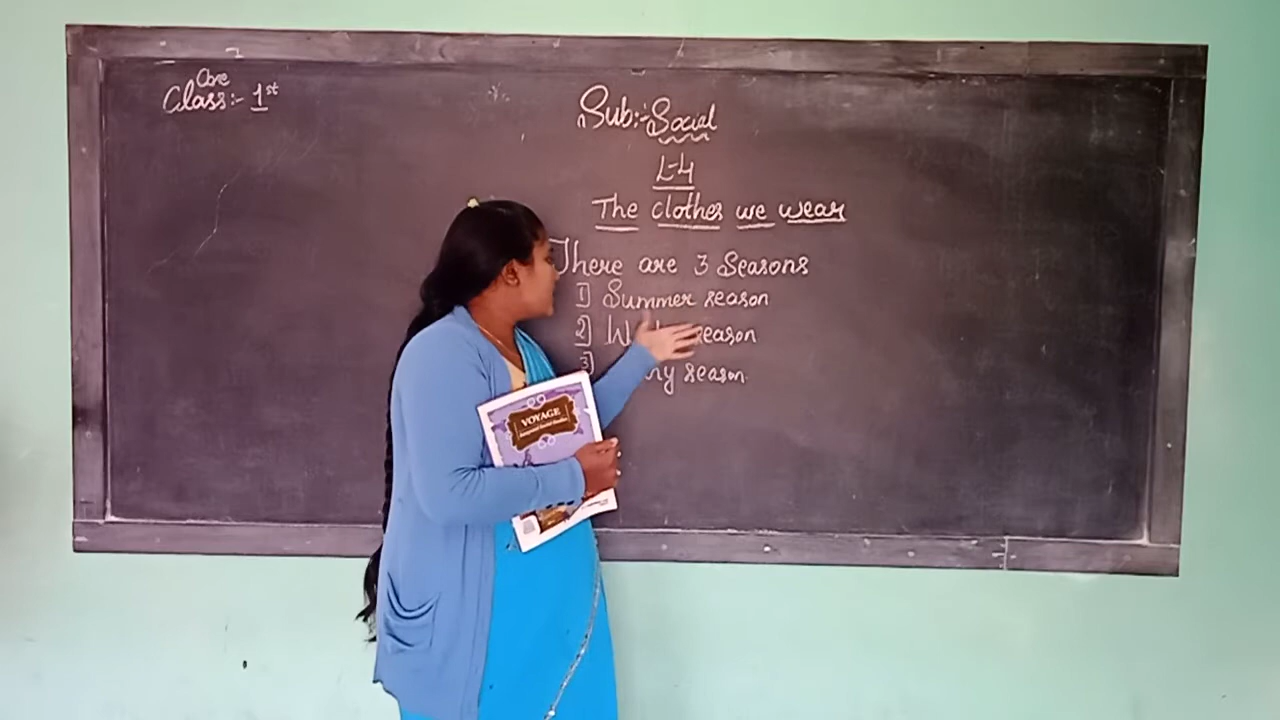 One
Class:- 1st
Sub:- Social
L-4
The clothes we wear
There are 3 Seasons
1] Summer season
2] season
3] season.
VOYAGE